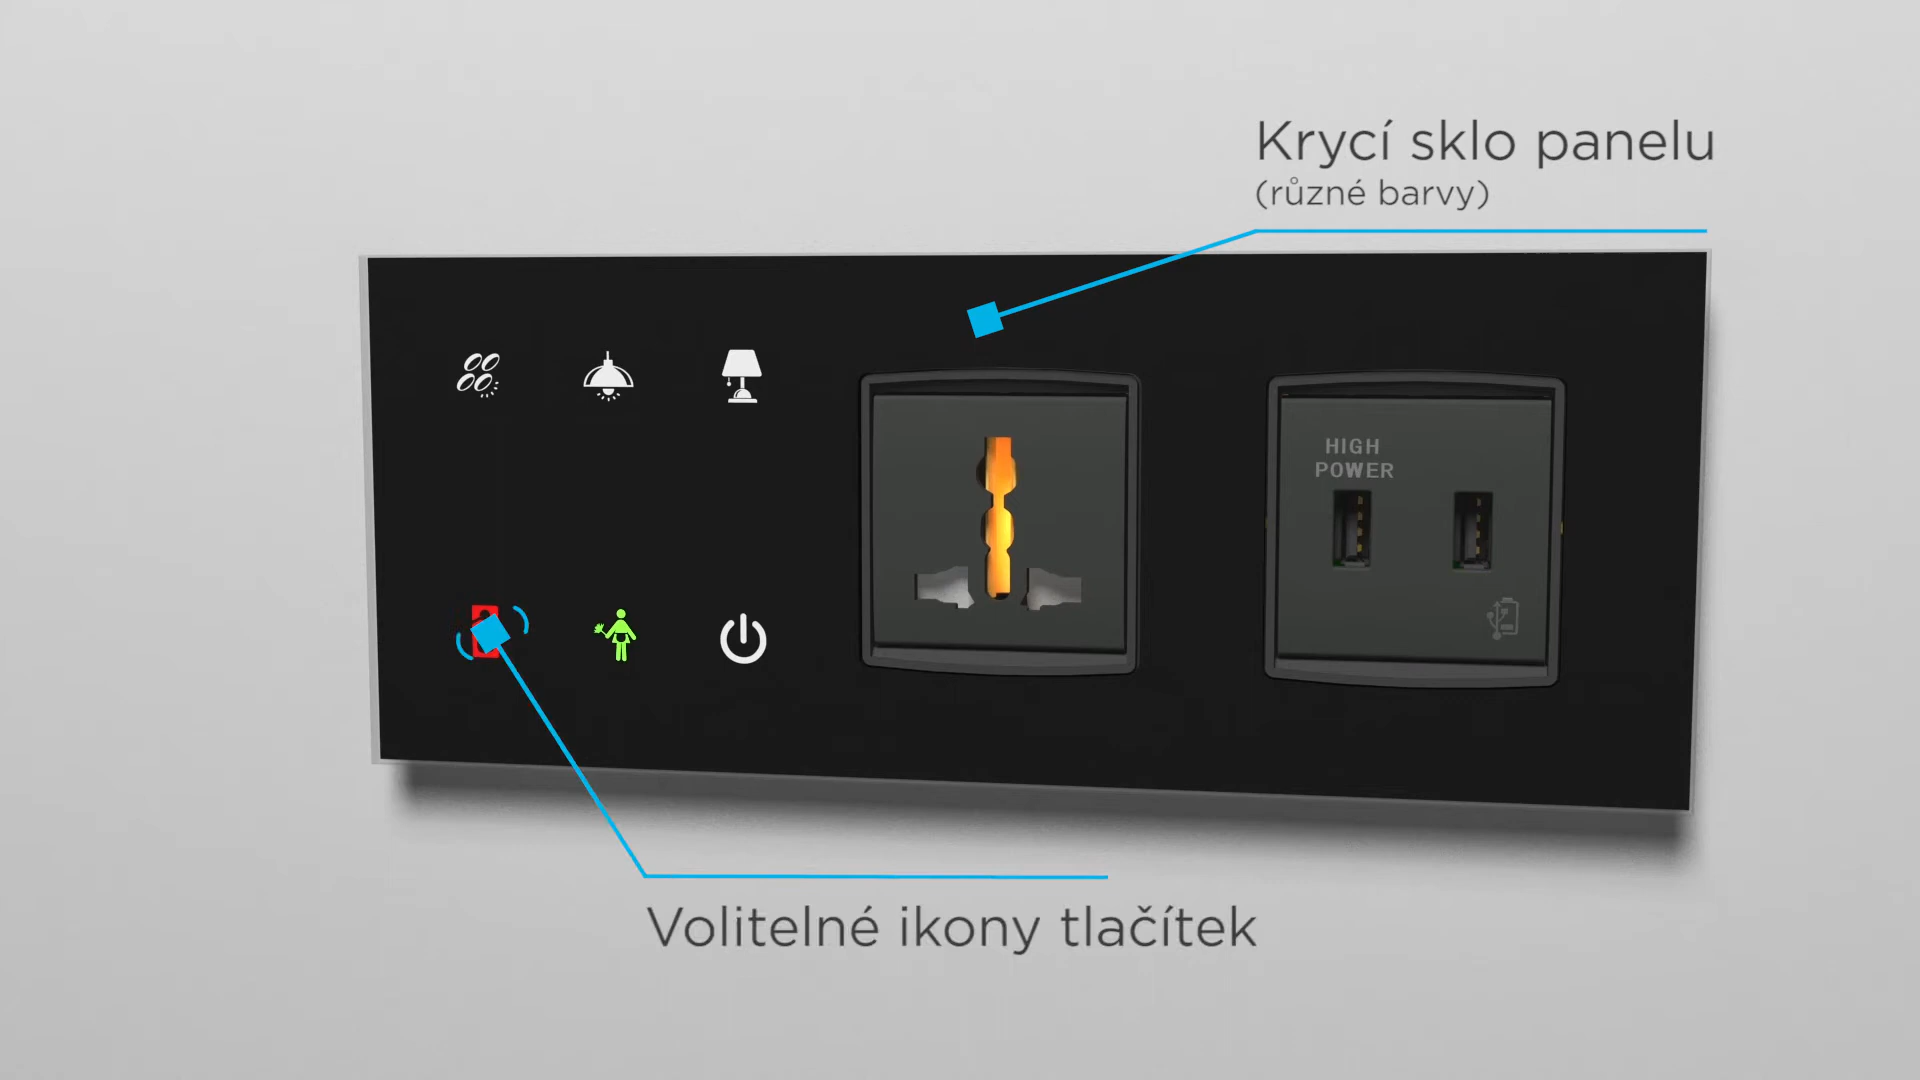 Krycí sklo panelu
(různé barvy)
HIGH
POWER
Volitelné ikony tlačítek